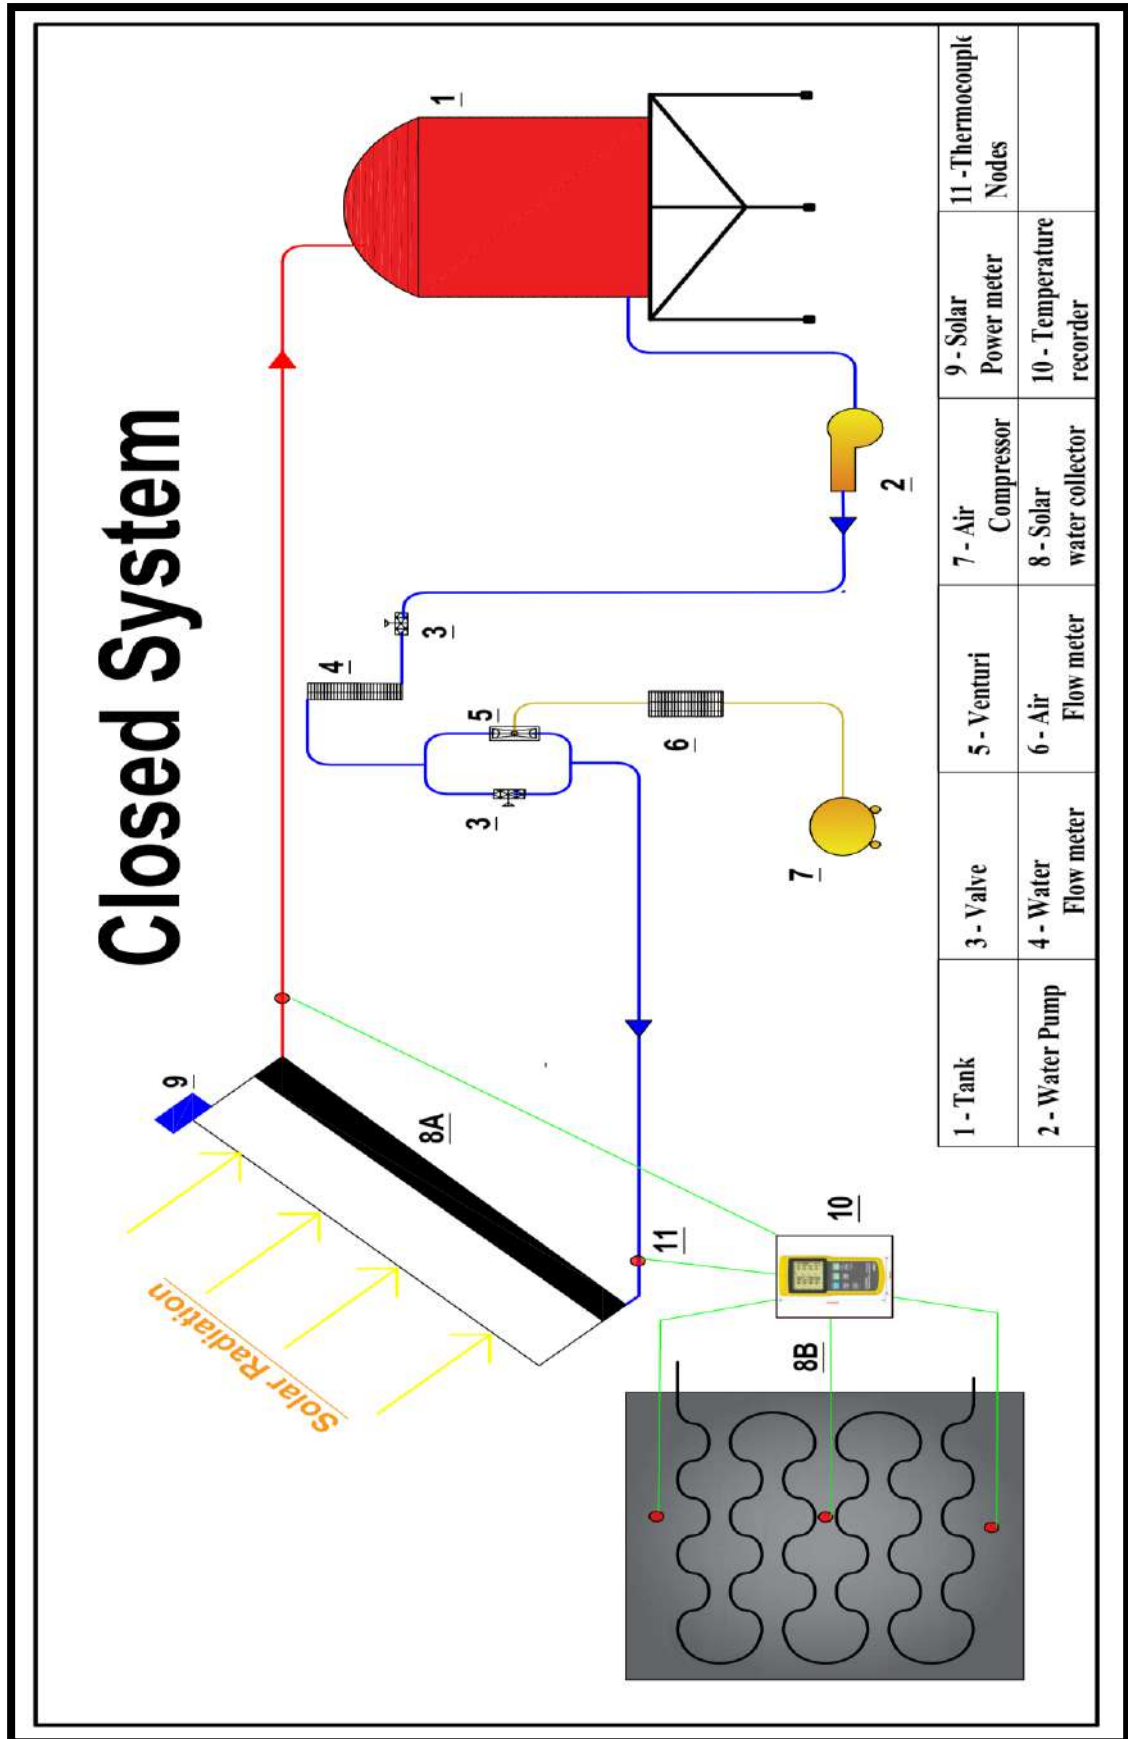 Closed System
9
Solar Radiation
4
8A
3
1
3
5
11
6
7
8B
10
2
1 - Tank
3 - Valve
5 - Venturi
7 - Air
Compressor
9 - Solar
Power meter
11 -Thermocouple
Nodes
2 - Water Pump
4 - Water
Flow meter
6 - Air
Flow meter
8 - Solar
water collector
10 - Temperature
recorder